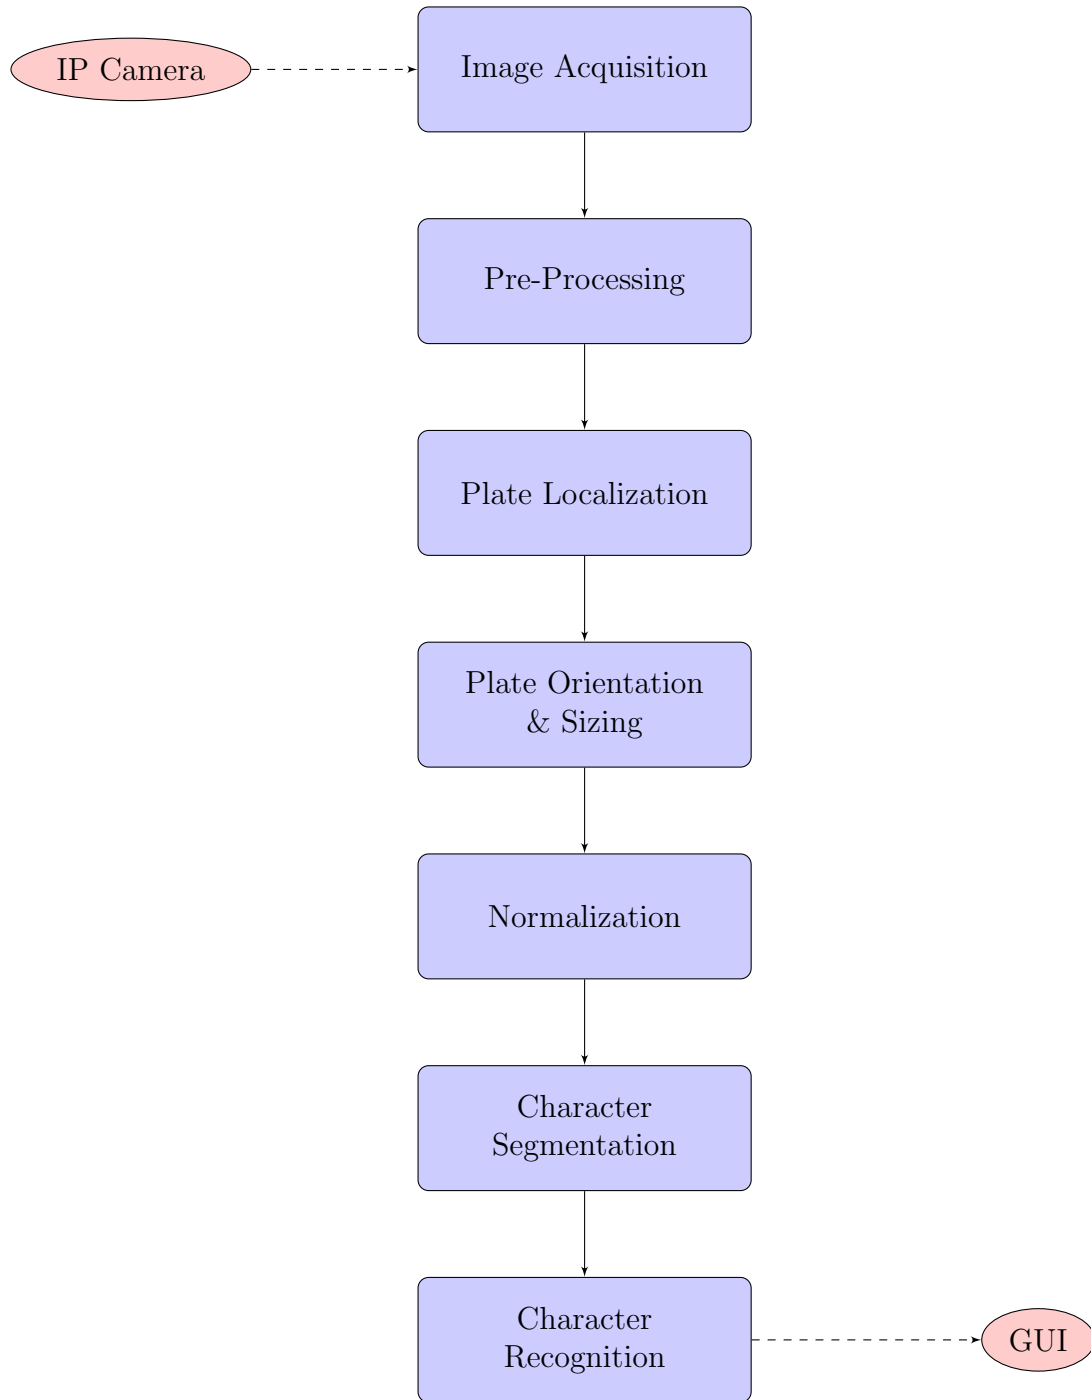 IP Camera
Image Acquisition
Pre-Processing
Plate Localization
Plate Orientation
& Sizing
Normalization
Character
Segmentation
Character
Recognition
GUI